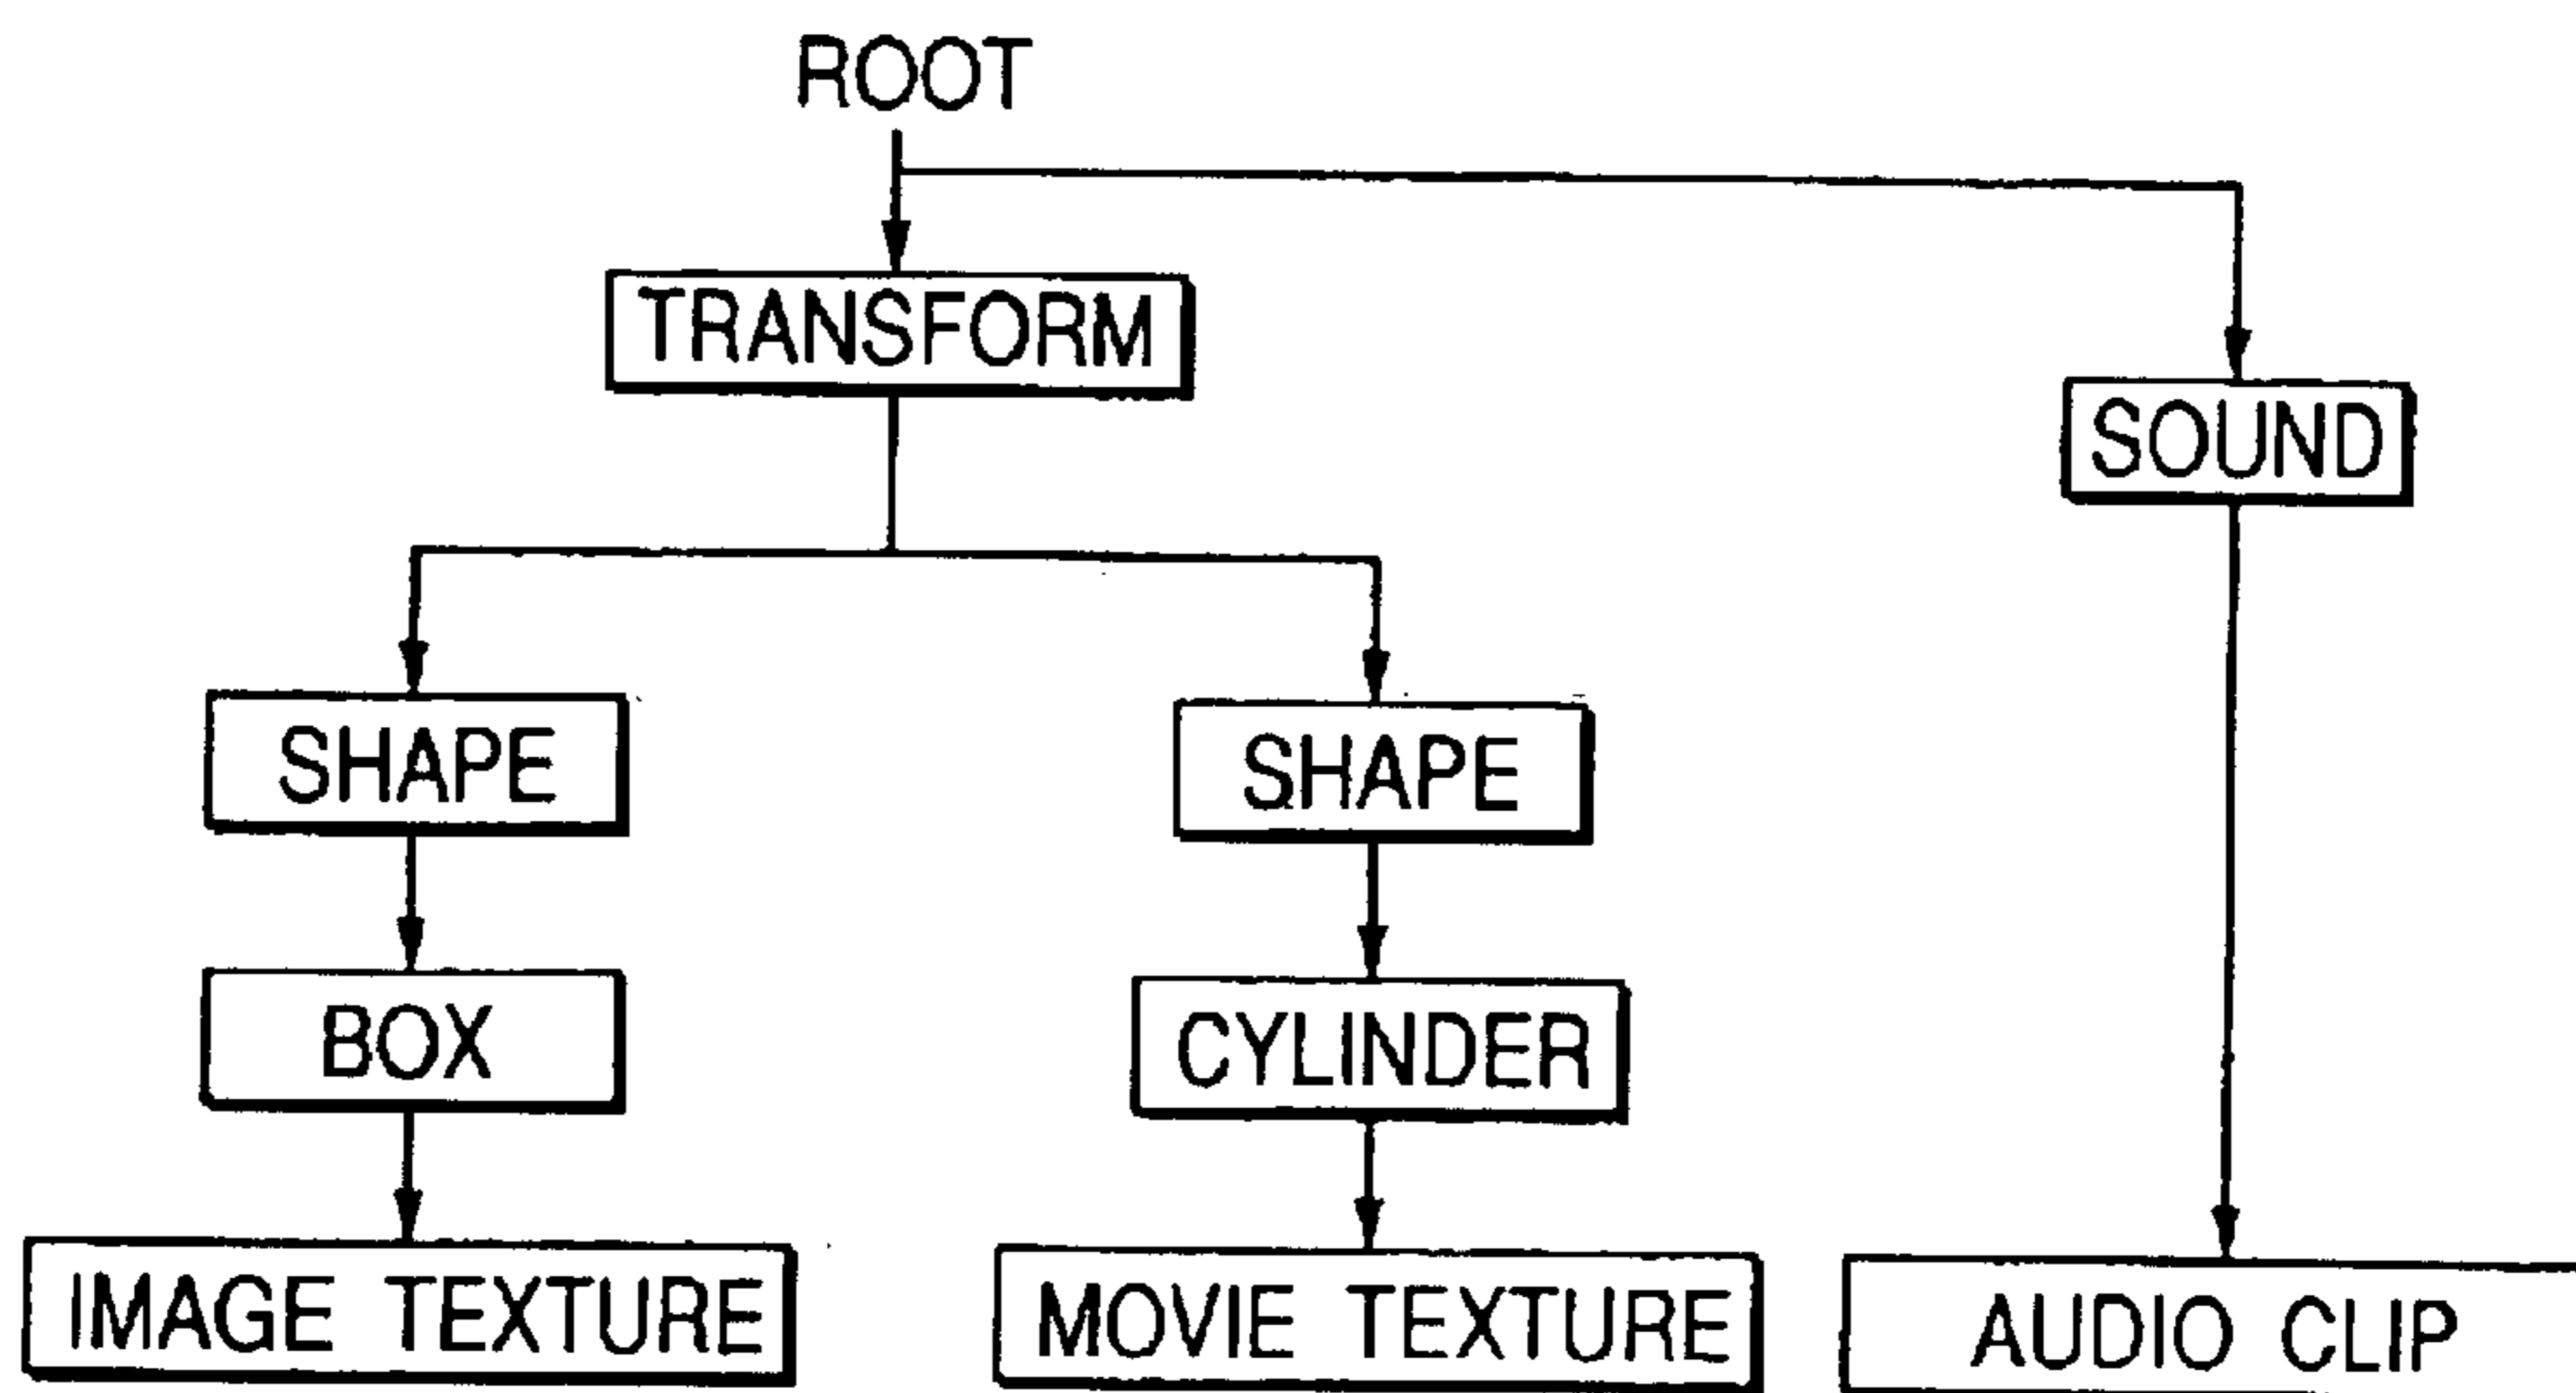 ROOT
TRANSFORM
SOUND
SHAPE
SHAPE
BOX
CYLINDER
IMAGE TEXTURE
MOVIE TEXTURE
AUDIO CLIP